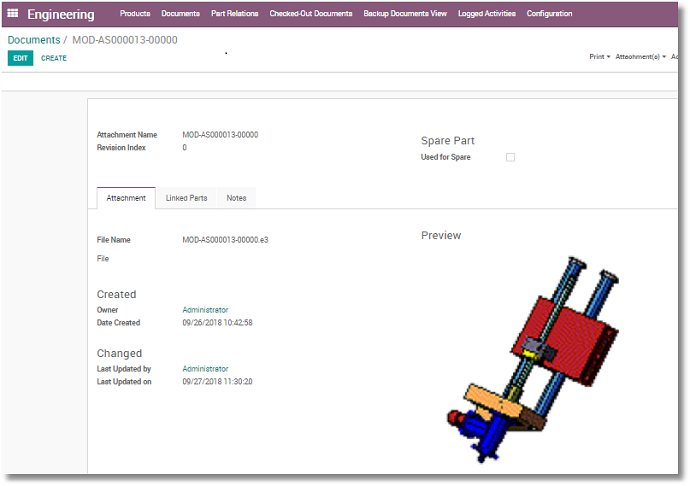 Engineering Products Documents Part Relations Checked-Out Documents Backup Documents View Logged Activities Configuration
Documents / MOD-AS000013-00000
EDIT CREATE Print Attachment(s) Ac
Attachment Name MOD-AS000013-00000
Revision Index 0
Spare Part
Used for Spare
Attachment Linked Parts Notes
File Name MOD-AS000013-00000.e3
File
Preview
Created
Owner Administrator
Date Created 09/26/2018 10:42:58
Changed
Last Updated by Administrator
Last Updated on 09/27/2018 11:30:20